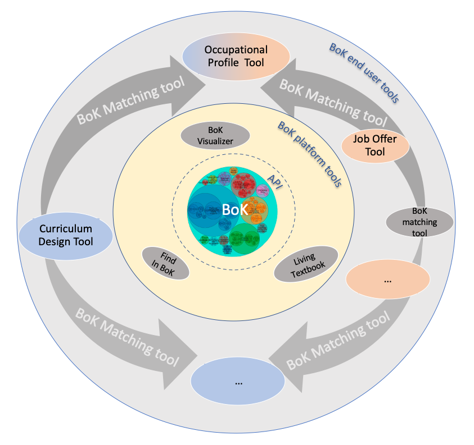 Occupational
Profile Tool
BoK end user tools
BoK Matching tool
BoK Matching tool
BoK
Visualizer
BoK platform tools
Job Offer
Tool
API
BoK
BoK
matching
tool
Curriculum
Design Tool
Find
In BoK
Living
Textbook
...
BoK Matching tool
BoK Matching tool
...